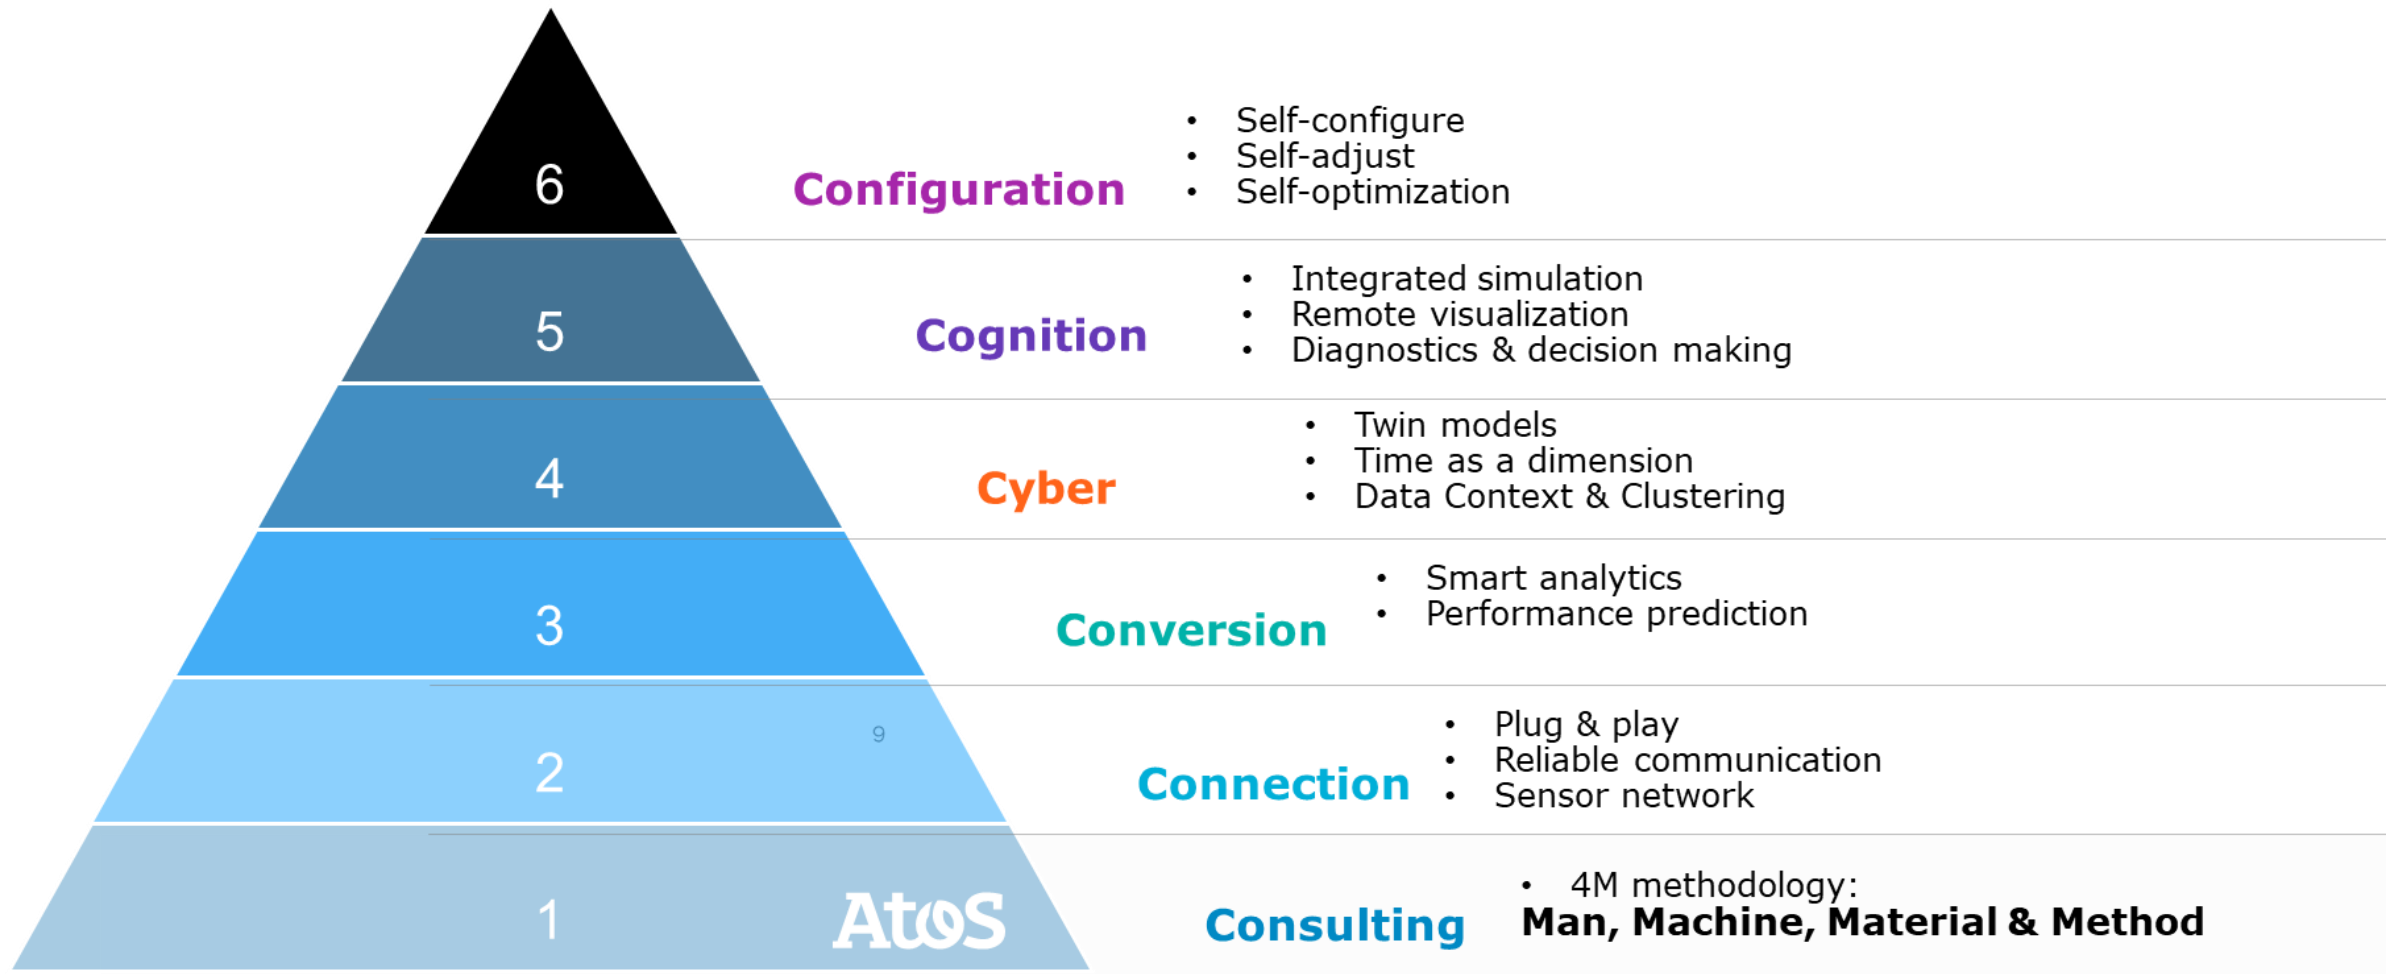 6
Configuration
• Self-configure
• Self-adjust
• Self-optimization
5
Cognition
• Integrated simulation
• Remote visualization
• Diagnostics & decision making
4
Cyber
• Twin models
• Time as a dimension
• Data Context & Clustering
3
Conversion
• Smart analytics
• Performance prediction
9
2
Connection
• Plug & play
• Reliable communication
• Sensor network
1
Atos
Consulting
• 4M methodology:
Man, Machine, Material & Method